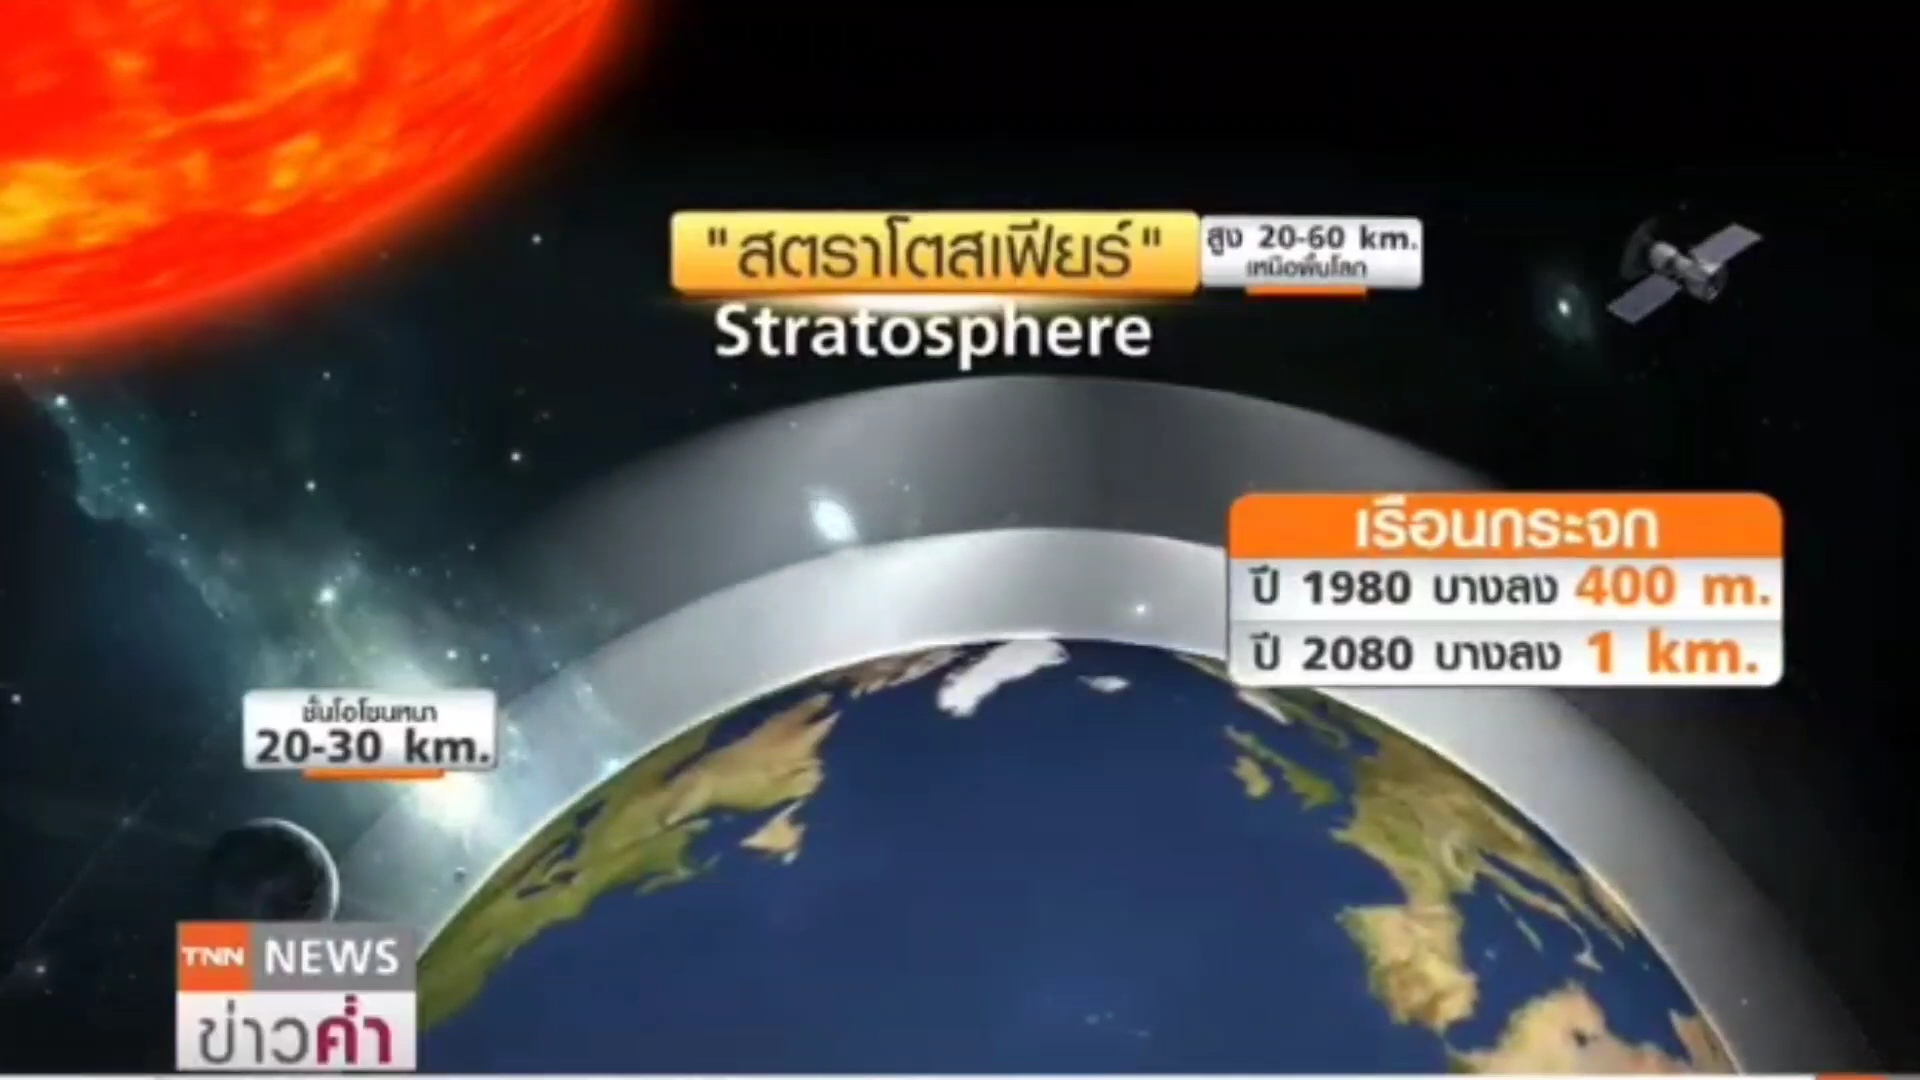 "สตราโตสเฟียร์"
สูง 20-60 km.
เหนือพื้นโลก
Stratosphere
เรือนกระจก
ปี 1980 บางลง 400 m.
ปี 2080 บางลง 1 km.
ชั้นโอโซนหนา
20-30 km.
TNN NEWS
ข่าวค่ำ